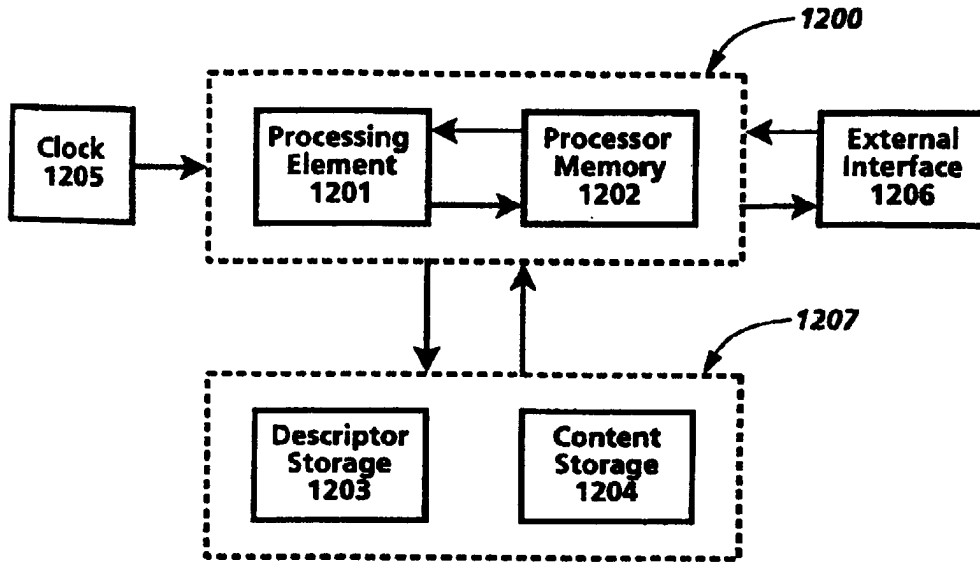 1200
Clock
1205
Processing
Element
1201
Processor
Memory
1202
External
Interface
1206
1207
Descriptor
Storage
1203
Content
Storage
1204